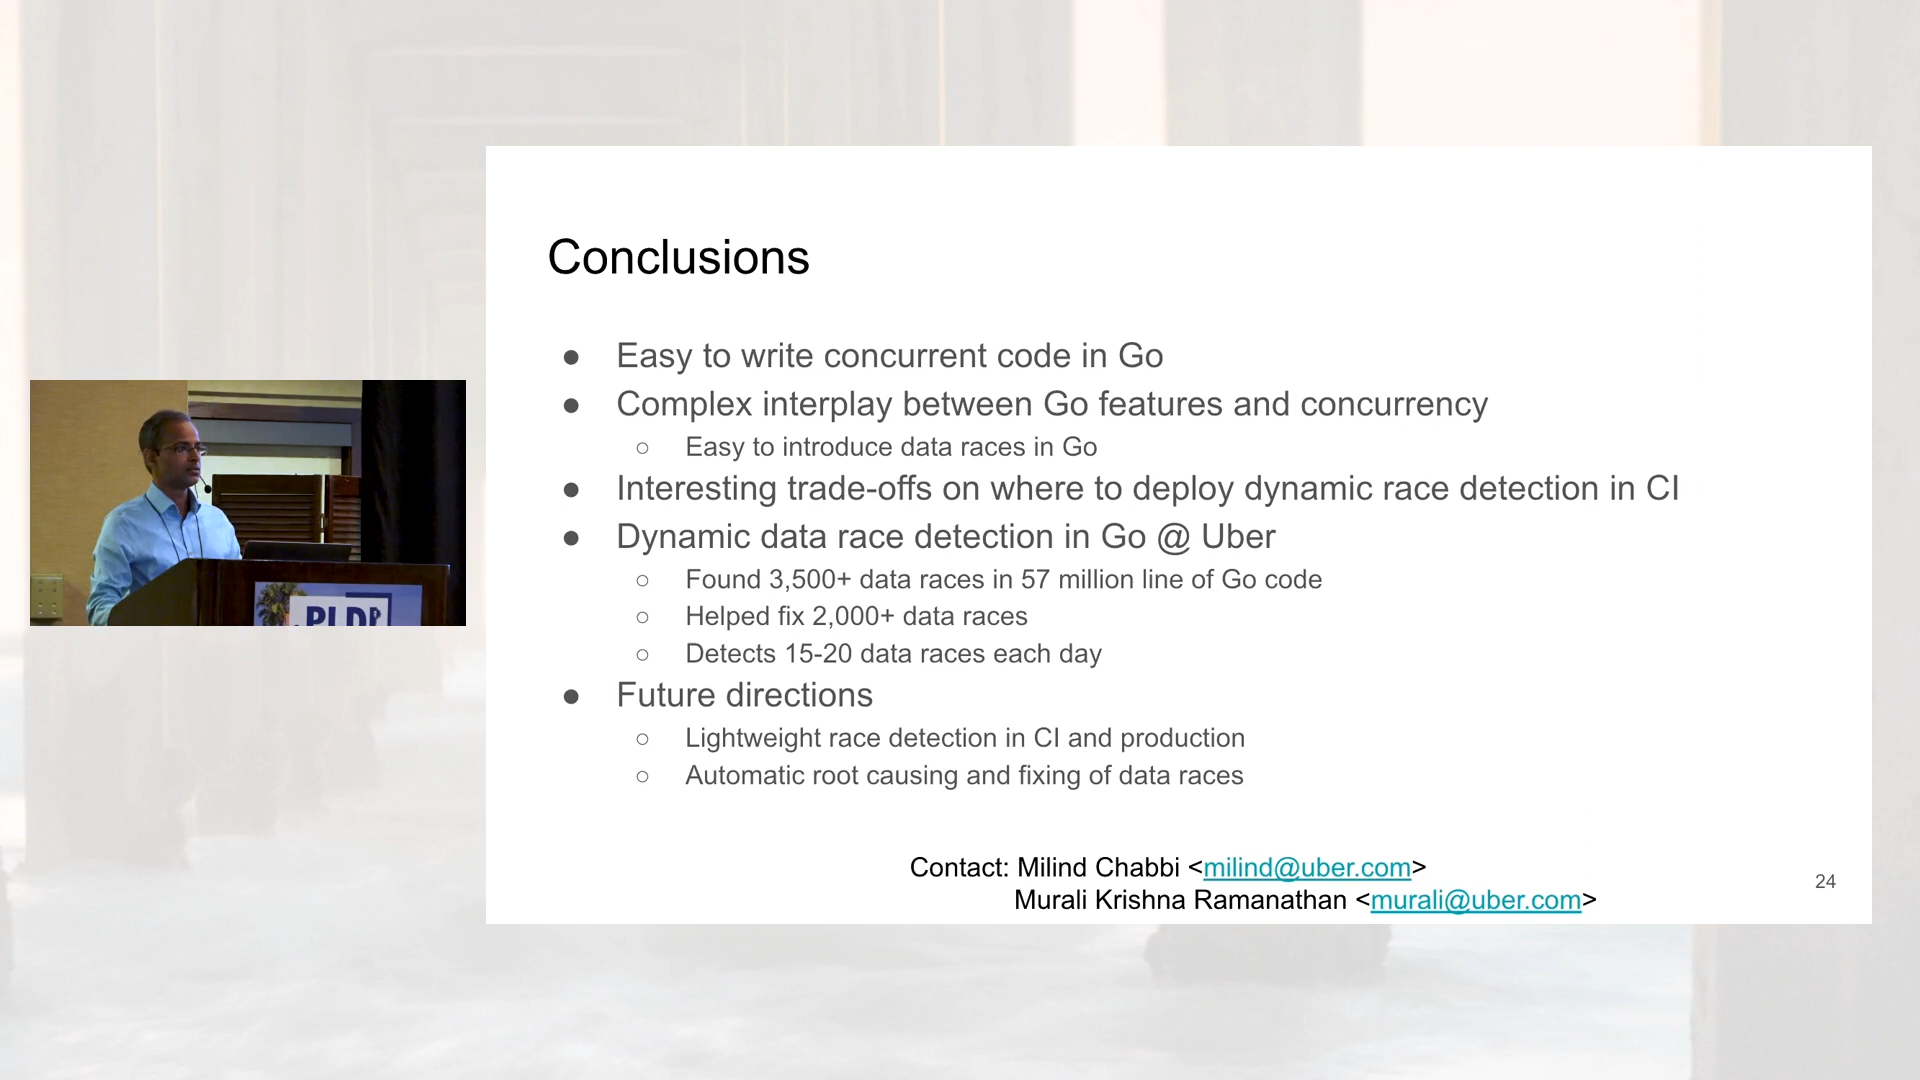 Conclusions
● Easy to write concurrent code in Go
● Complex interplay between Go features and concurrency
○ Easy to introduce data races in Go
● Interesting trade-offs on where to deploy dynamic race detection in CI
● Dynamic data race detection in Go @ Uber
○ Found 3,500+ data races in 57 million line of Go code
○ Helped fix 2,000+ data races
○ Detects 15-20 data races each day
● Future directions
○ Lightweight race detection in CI and production
○ Automatic root causing and fixing of data races
Contact: Milind Chabbi <milind@uber.com>
Murali Krishna Ramanathan <murali@uber.com>
24
PLDI